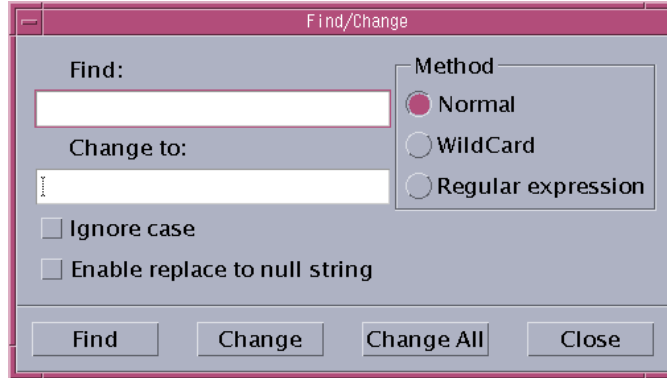 Find/Change
Find:
Change to:
Ignore case
Enable replace to null string
Method
Normal
WildCard
Regular expression
Find Change Change All Close